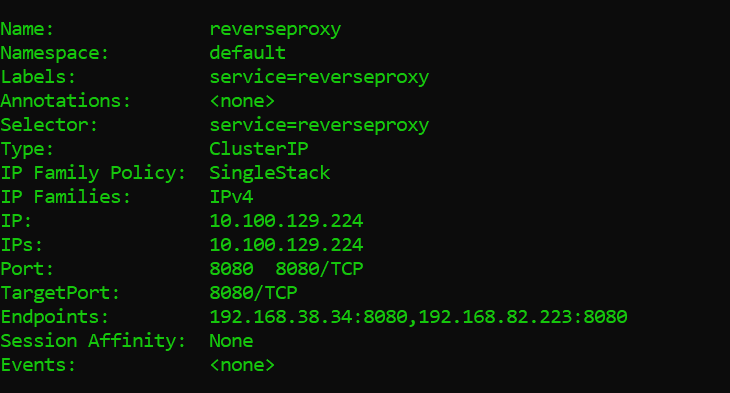 Name: reverseproxy
Namespace: default
Labels: service=reverseproxy
Annotations: <none>
Selector: service=reverseproxy
Type: ClusterIP
IP Family Policy: SingleStack
IP Families: IPv4
IP: 10.100.129.224
IPs: 10.100.129.224
Port: 8080 8080/TCP
TargetPort: 8080/TCP
Endpoints: 192.168.38.34:8080,192.168.82.223:8080
Session Affinity: None
Events: <none>